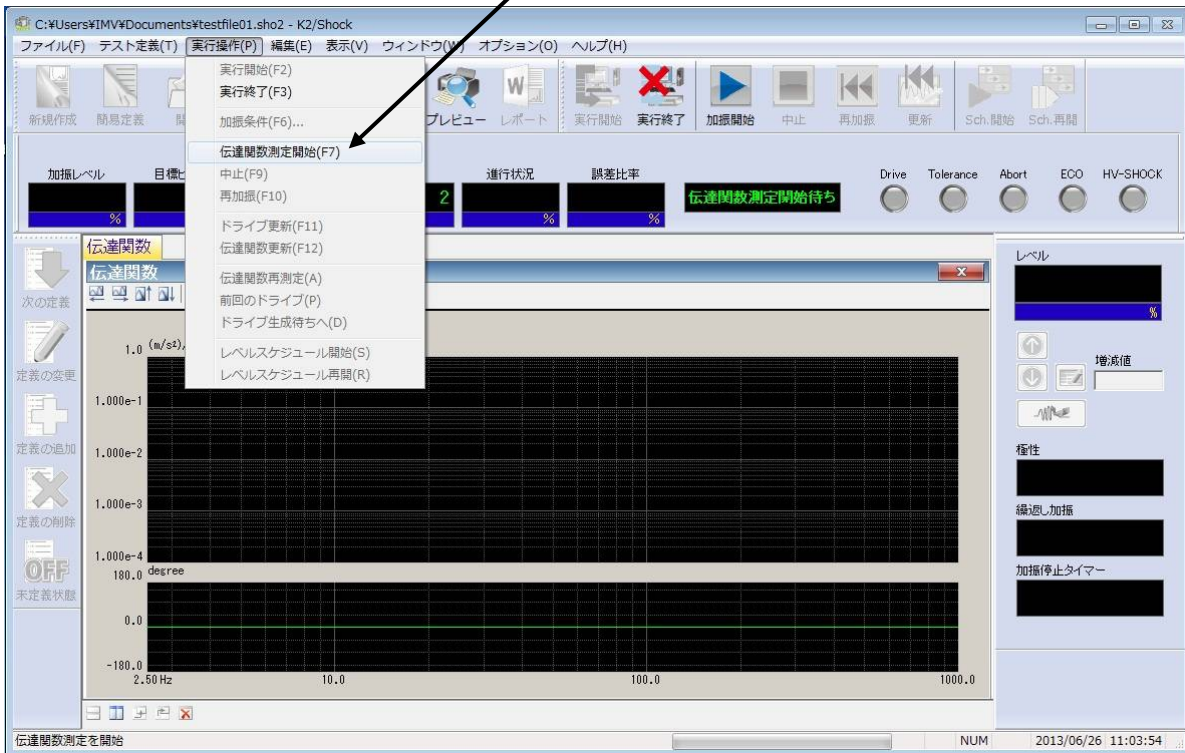 C:¥Users¥IMV¥Documents¥testfile01.sho2 - K2/Shock
ファイル(F) テスト定義(T) 実行操作(P) 編集(E) 表示(V) ウィンドウ(W) オプション(O) ヘルプ(H)
実行開始(F2)
実行終了(F3)
加振条件(F6)...
伝達関数測定開始(F7)
中止(F9)
再加振(F10)
ドライブ更新(F11)
伝達関数更新(F12)
伝達関数再測定(A)
前回のドライブ(P)
ドライブ生成待ちへ(D)
レベルスケジュール開始(S)
レベルスケジュール再開(R)
新規作成 簡易定義 プレビュー レポート 実行開始 実行終了 加振開始 中止 再加振 更新 Sch.開始 Sch.再開
加振レベル 進行状況 誤差比率 Drive Tolerance Abort ECO HV-SHOCK
% 2 % % 伝達関数測定開始待ち
伝達関数
伝達関数
次の定義
定義の変更
定義の追加
定義の削除
OFF
未定義状態
1.0 (m/s²)
1.000e-1
1.000e-2
1.000e-3
1.000e-4
180.0 degree
0.0
-180.0
2.50 Hz 10.0 100.0 1000.0
レベル
%
増減値
極性
繰返し加振
加振停止タイマー
伝達関数測定を開始 NUM 2013/06/26 11:03:54